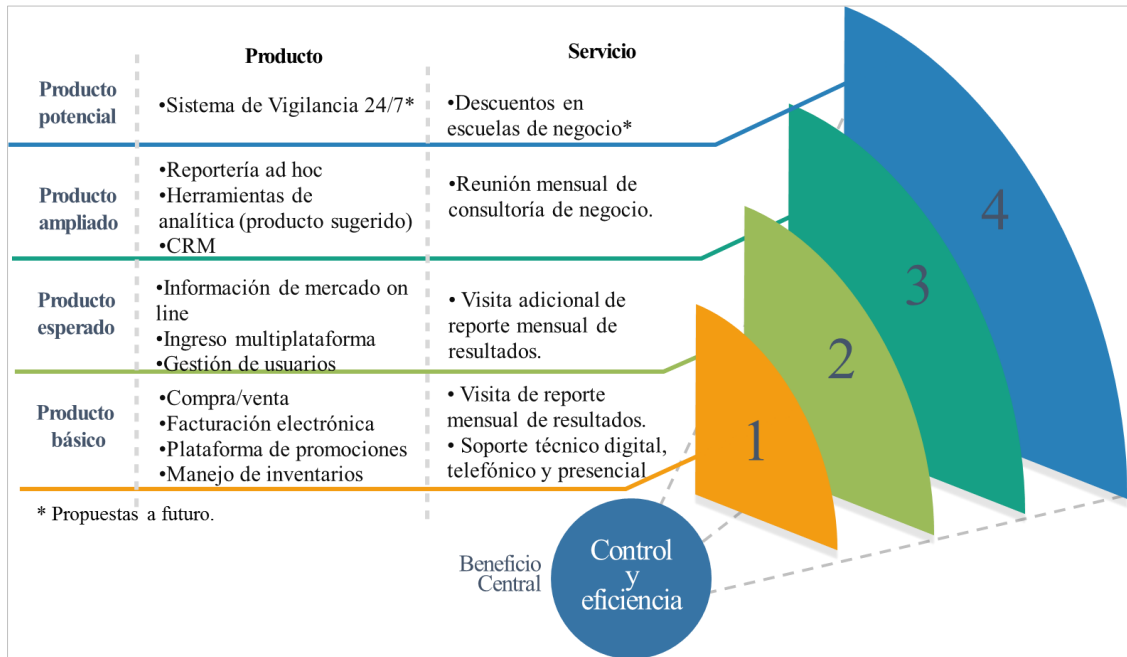 Producto
Servicio
Producto
potencial
•Sistema de Vigilancia 24/7*
•Descuentos en
escuelas de negocio*
Producto
ampliado
•Reportería ad hoc
•Herramientas de
analítica (producto sugerido)
•CRM
•Reunión mensual de
consultoría de negocio.
Producto
esperado
•Información de mercado on
line
•Ingreso multiplataforma
•Gestión de usuarios
• Visita adicional de
reporte mensual de
resultados.
Producto
básico
•Compra/venta
•Facturación electrónica
•Plataforma de promociones
•Manejo de inventarios
• Visita de reporte
mensual de resultados.
• Soporte técnico digital,
telefónico y presencial
* Propuestas a futuro.
1
2
3
4
Beneficio
Central
Control
y
eficiencia